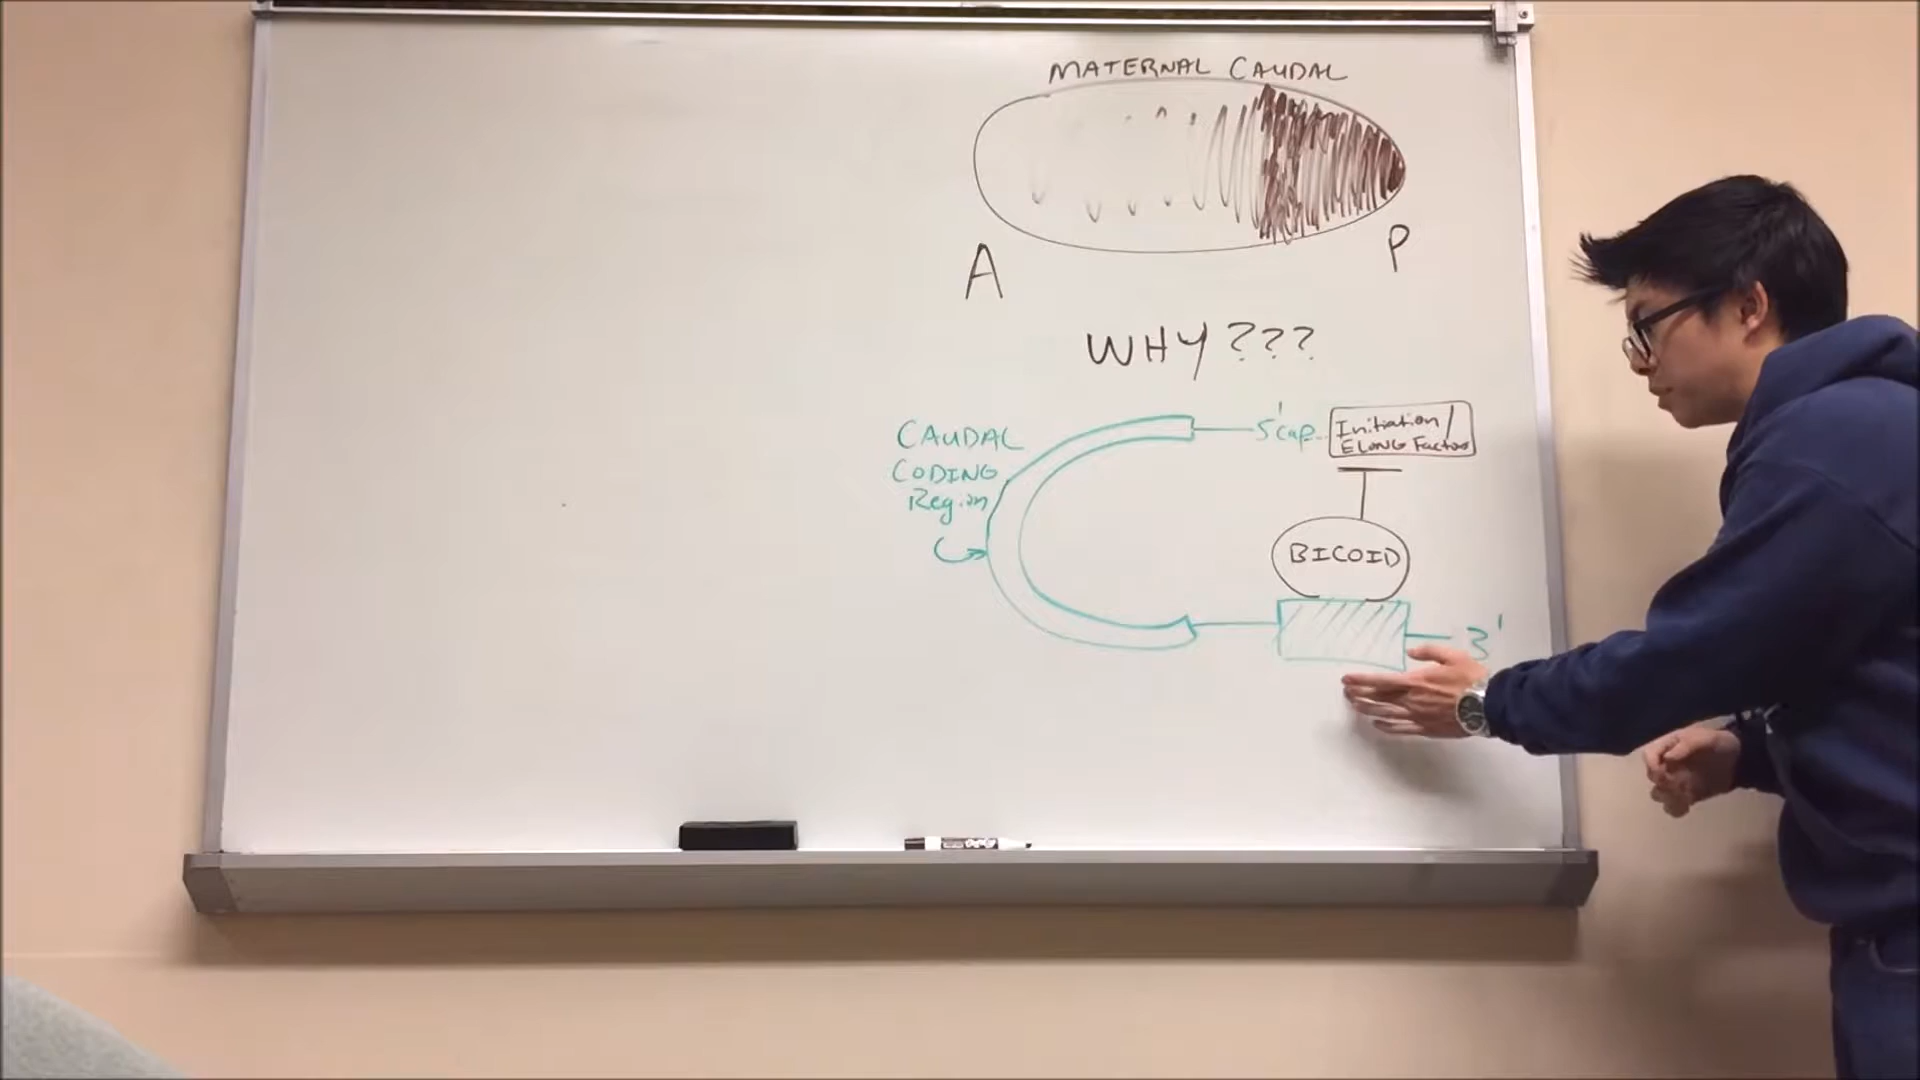 MATERNAL CAUDAL
A
P
WHY ???
CAUDAL
CODING
Region
5' cap
Initiation/
ELONG Factors
BICOID
3'